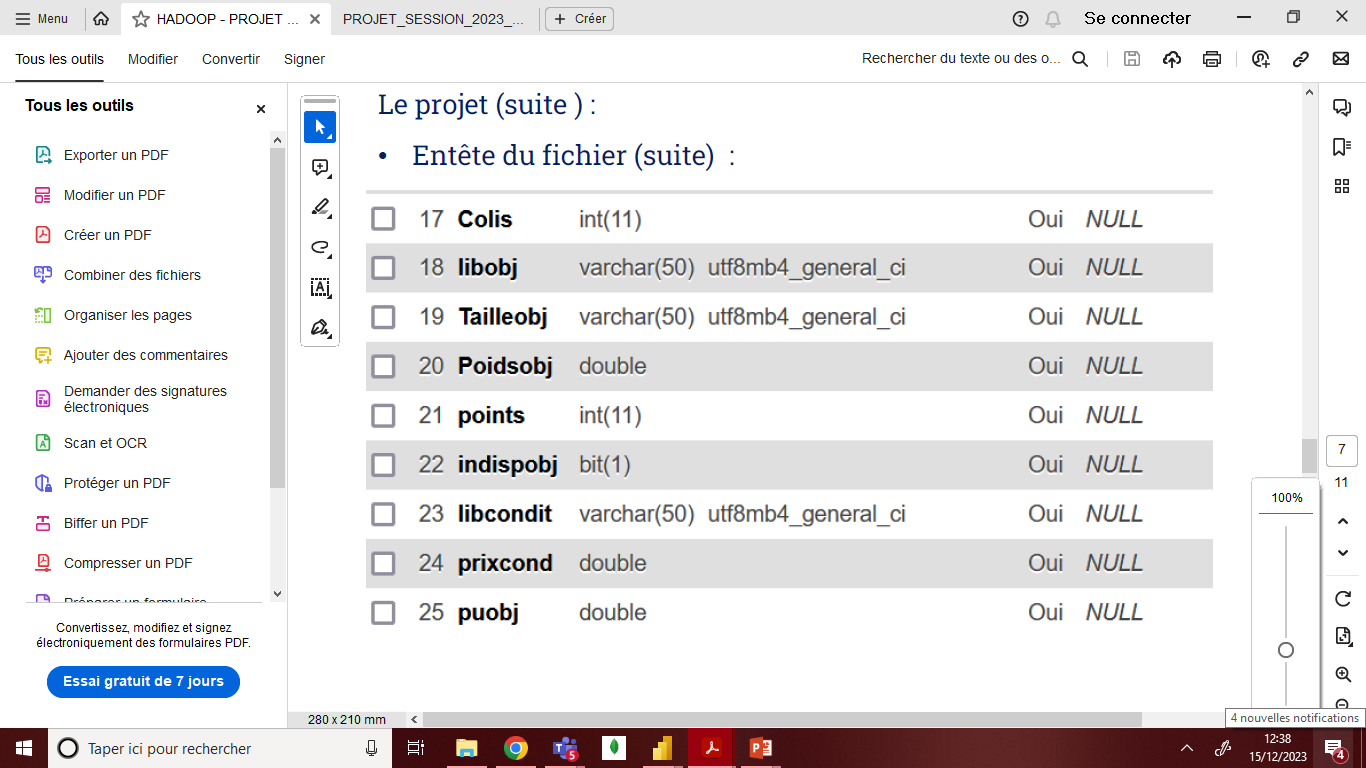 Menu
HADOOP - PROJET ...
PROJET_SESSION_2023_...
Créer
Se connecter
Tous les outils
Modifier
Convertir
Signer
Rechercher du texte ou des o...
Tous les outils
Exporter un PDF
Modifier un PDF
Créer un PDF
Combiner des fichiers
Organiser les pages
Ajouter des commentaires
Demander des signatures
électroniques
Scan et OCR
Protéger un PDF
Biffer un PDF
Compresser un PDF
Préparer un formulaire
Convertissez, modifiez et signez
électroniquement des formulaires PDF.
Essai gratuit de 7 jours
Le projet (suite ) :
• Entête du fichier (suite) :
17 Colis int(11) Oui NULL
18 libobj varchar(50) utf8mb4_general_ci Oui NULL
19 Tailleobj varchar(50) utf8mb4_general_ci Oui NULL
20 Poidsobj double Oui NULL
21 points int(11) Oui NULL
22 indispobj bit(1) Oui NULL
23 libcondit varchar(50) utf8mb4_general_ci Oui NULL
24 prixcond double Oui NULL
25 puobj double Oui NULL
280 x 210 mm
7
11
100%
4 nouvelles notifications
Taper ici pour rechercher
5
12:38
15/12/2023
4